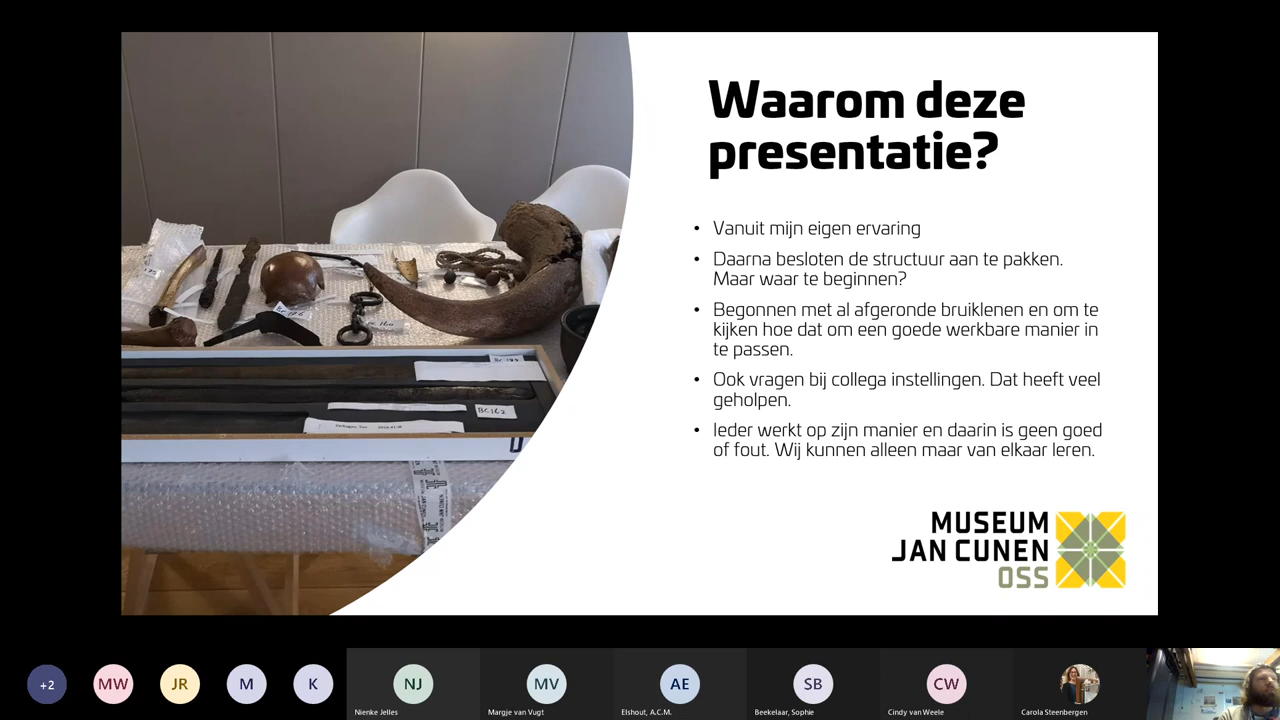 Waarom deze
presentatie?
• Vanuit mijn eigen ervaring
• Daarna besloten de structuur aan te pakken.
Maar waar te beginnen?
• Begonnen met al afgeronde bruiklenen en om te
kijken hoe dat om een goede werkbare manier in
te passen.
• Ook vragen bij collega instellingen. Dat heeft veel
geholpen.
• Ieder werkt op zijn manier en daarin is geen goed
of fout. Wij kunnen alleen maar van elkaar leren.
MUSEUM
JAN CUNEN
OSS
BC 162
+2
MW
JR
M
K
NJ
MV
AE
SB
CW
Nienke Jelles
Margje van Vugt
Elshout, A.C.M.
Beekelaar, Sophie
Cindy van Weele
Carola Steenbergen